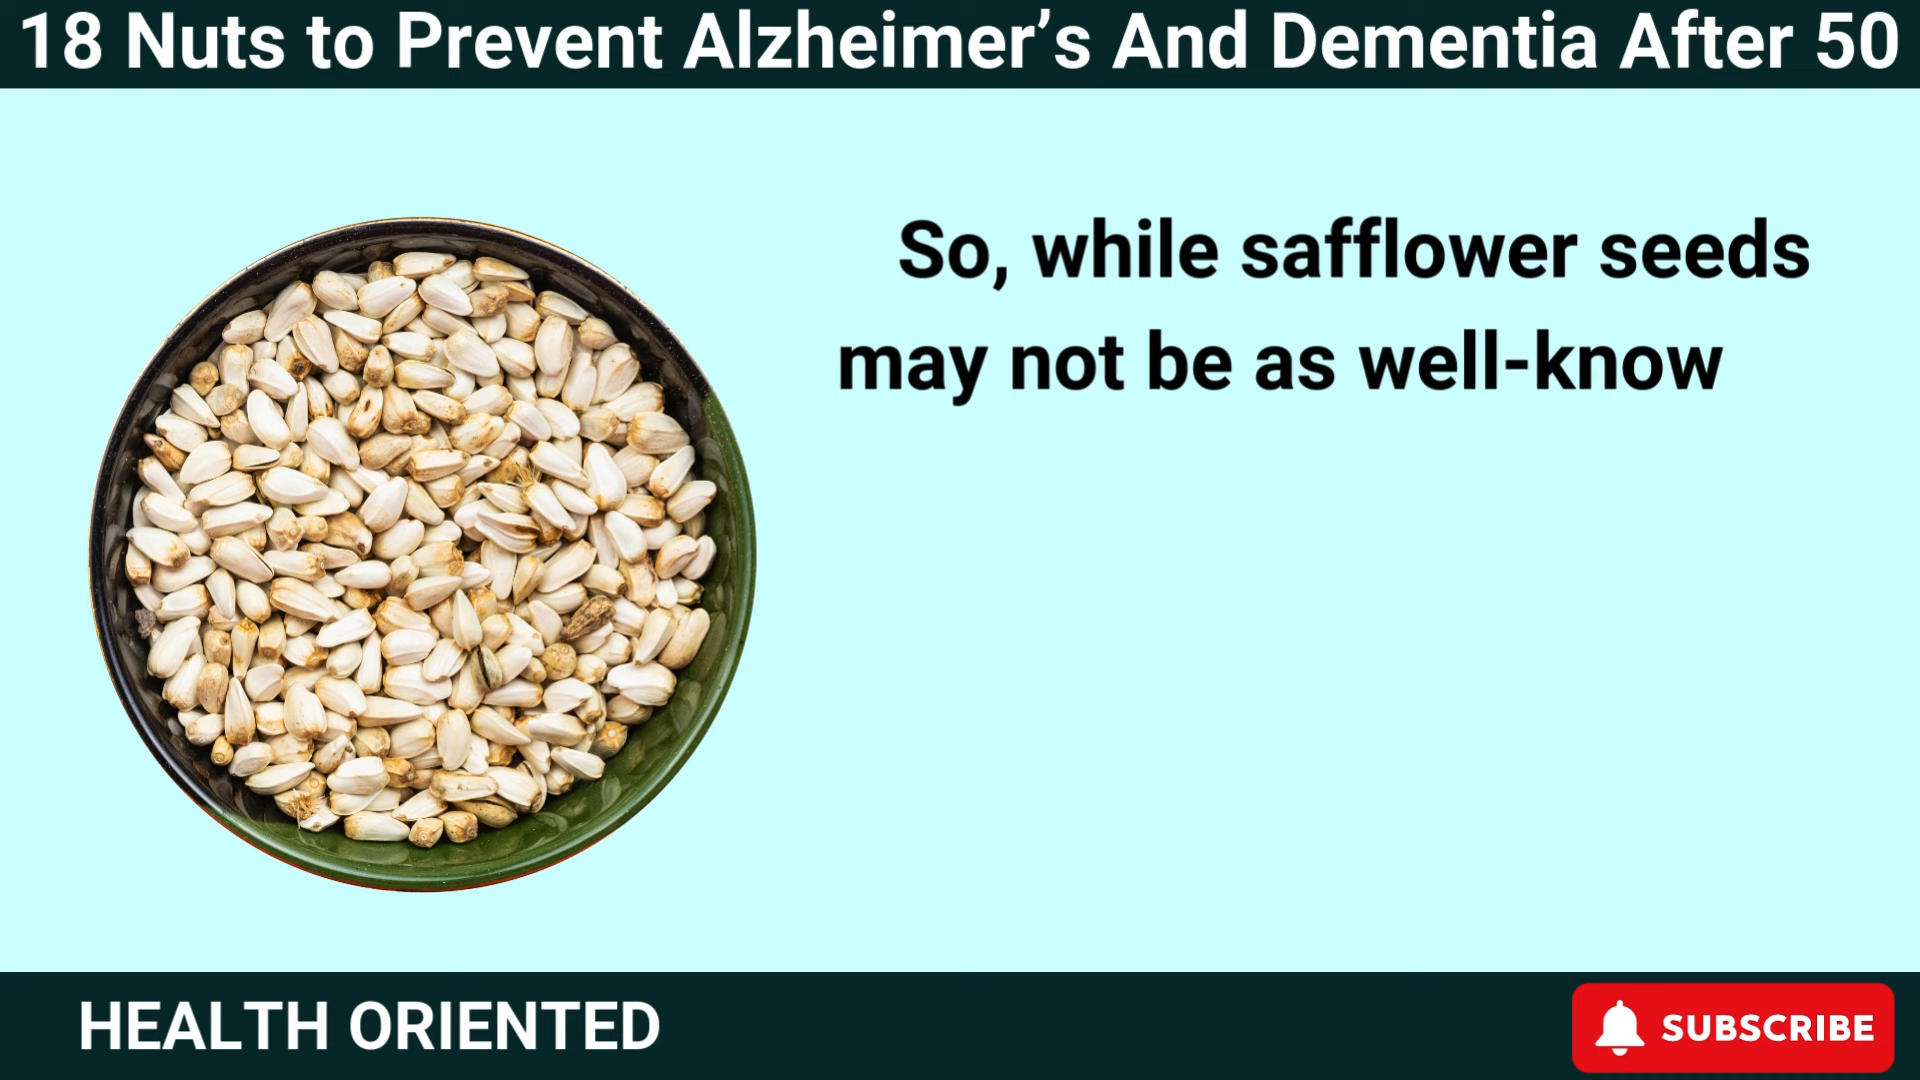 18 Nuts to Prevent Alzheimer’s And Dementia After 50
So, while safflower seeds
may not be as well-know
HEALTH ORIENTED
SUBSCRIBE